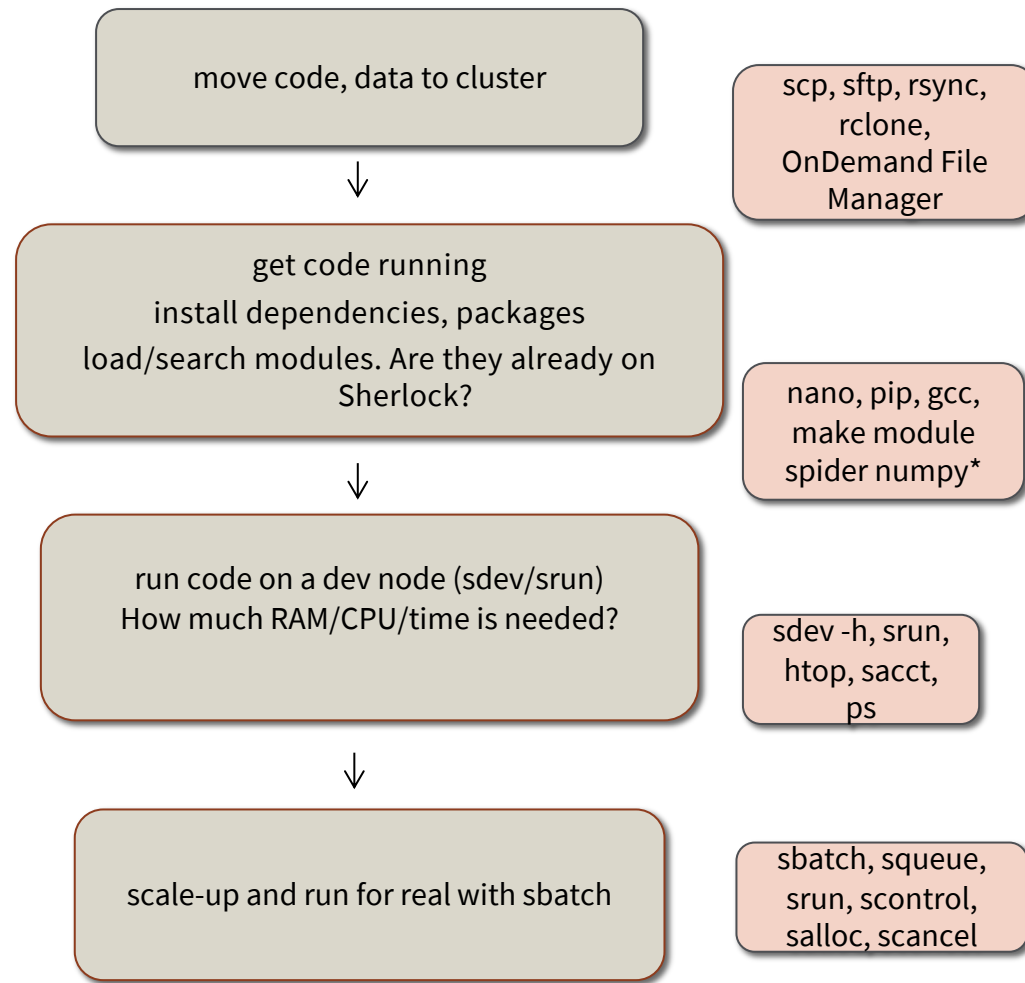 move code, data to cluster
scp, sftp, rsync,
rclone,
OnDemand File
Manager
get code running
install dependencies, packages
load/search modules. Are they already on
Sherlock?
nano, pip, gcc,
make module
spider numpy*
run code on a dev node (sdev/srun)
How much RAM/CPU/time is needed?
sdev -h, srun,
htop, sacct,
ps
scale-up and run for real with sbatch
sbatch, squeue,
srun, scontrol,
salloc, scancel